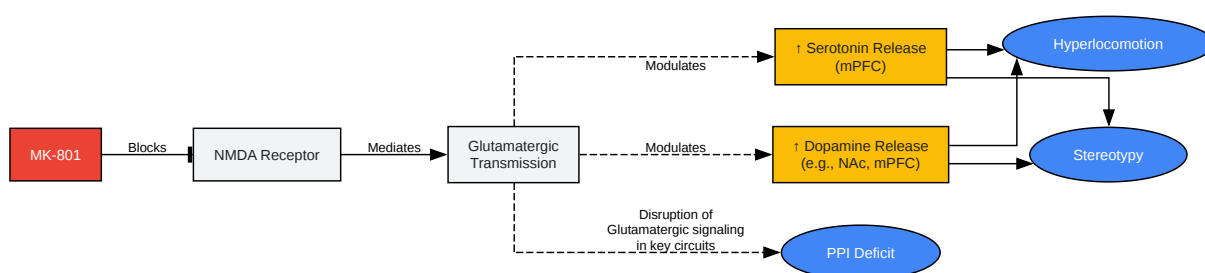 MK-801
Blocks
NMDA Receptor
Mediates
Glutamatergic
Transmission
Modulates
↑ Serotonin Release
(mPFC)
Hyperlocomotion
Modulates
↑ Dopamine Release
(e.g., NAc, mPFC)
Stereotypy
Disruption of
Glutamatergic signaling
in key circuits
PPI Deficit